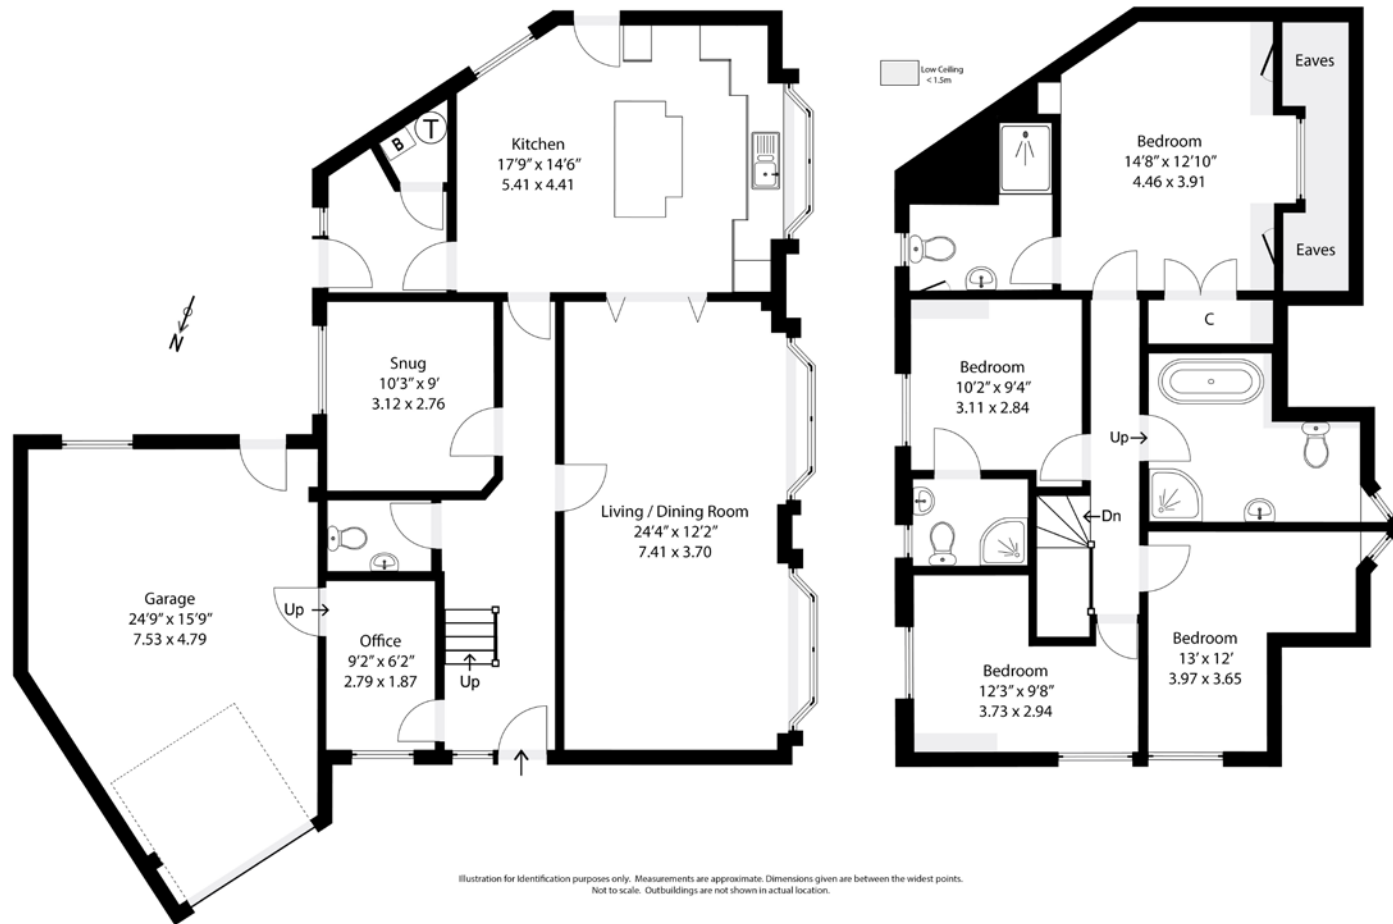 Kitchen
17'9" x 14'6"
5.41 x 4.41
B
T
N
Snug
10'3" x 9'
3.12 x 2.76
Living / Dining Room
24'4" x 12'2"
7.41 x 3.70
Garage
24'9" x 15'9"
7.53 x 4.79
Up
Office
9'2" x 6'2"
2.79 x 1.87
Up
Low Ceiling
< 1.5m
Eaves
Bedroom
14'8" x 12'10"
4.46 x 3.91
Eaves
C
Bedroom
10'2" x 9'4"
3.11 x 2.84
Up
Dn
Bedroom
12'3" x 9'8"
3.73 x 2.94
Bedroom
13' x 12'
3.97 x 3.65
Illustration for Identification purposes only. Measurements are approximate. Dimensions given are between the widest points.
Not to scale. Outbuildings are not shown in actual location.